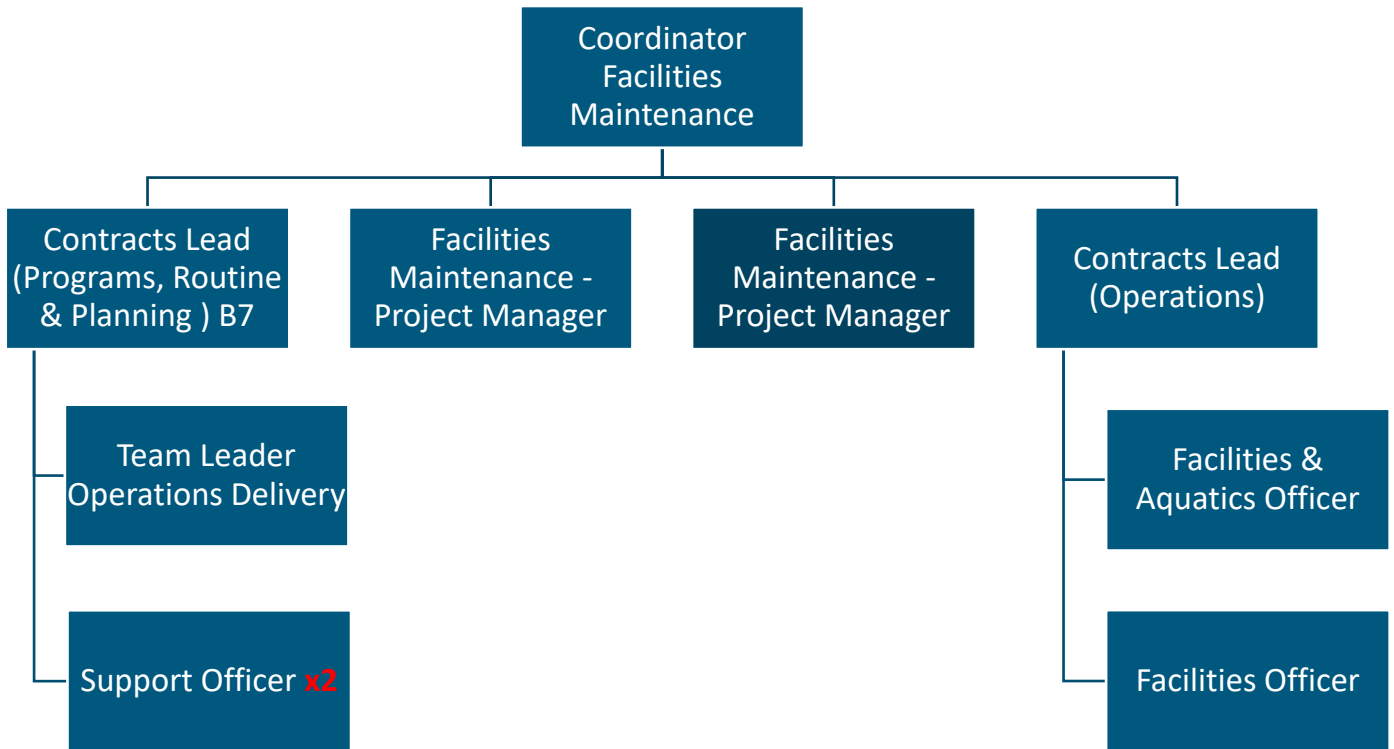 Coordinator
Facilities
Maintenance
Contracts Lead
(Programs, Routine
& Planning ) B7
Facilities
Maintenance -
Project Manager
Facilities
Maintenance -
Project Manager
Contracts Lead
(Operations)
Team Leader
Operations Delivery
Facilities &
Aquatics Officer
Support Officer x2
Facilities Officer